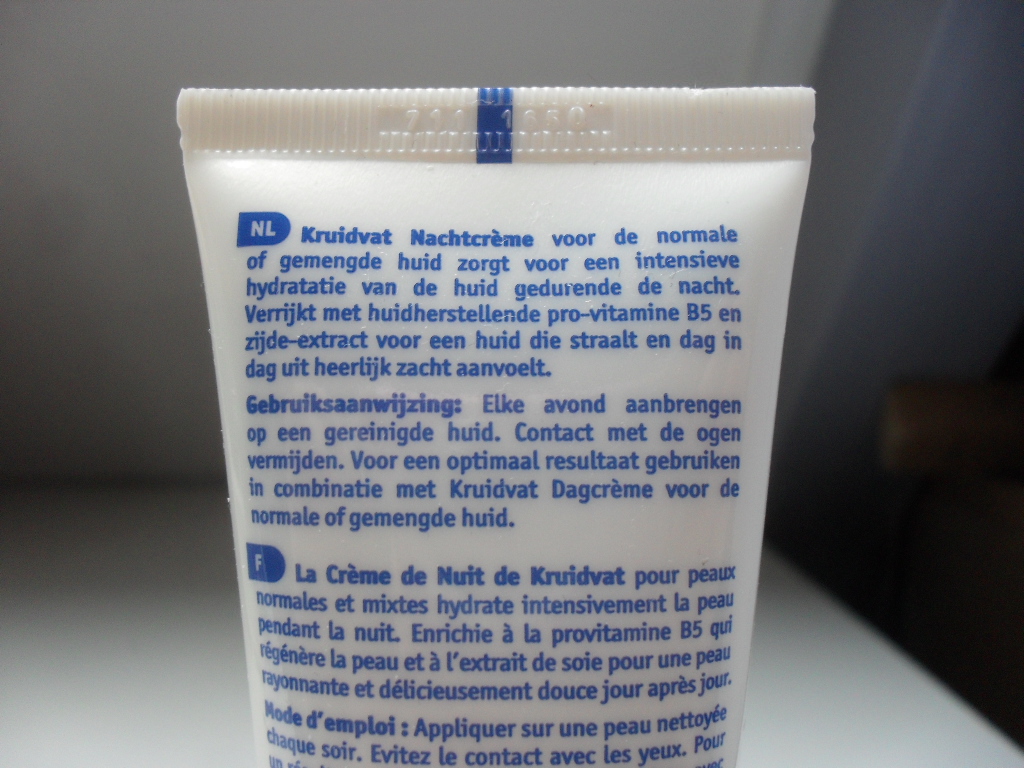 711 1650
NL Kruidvat Nachtcrème voor de normale
of gemengde huid zorgt voor een intensieve
hydratatie van de huid gedurende de nacht.
Verrijkt met huidherstellende pro-vitamine B5 en
zijde-extract voor een huid die straalt en dag in
dag uit heerlijk zacht aanvoelt.
Gebruiksaanwijzing: Elke avond aanbrengen
op een gereinigde huid. Contact met de ogen
vermijden. Voor een optimaal resultaat gebruiken
in combinatie met Kruidvat Dagcrème voor de
normale of gemengde huid.
F La Crème de Nuit de Kruidvat pour peaux
normales et mixtes hydrate intensivement la peau
pendant la nuit. Enrichie à la provitamine B5 qui
régénère la peau et à l'extrait de soie pour une peau
rayonnante et délicieusement douce jour après jour.
Mode d'emploi : Appliquer sur une peau nettoyée
chaque soir. Evitez le contact avec les yeux. Pour
un avec